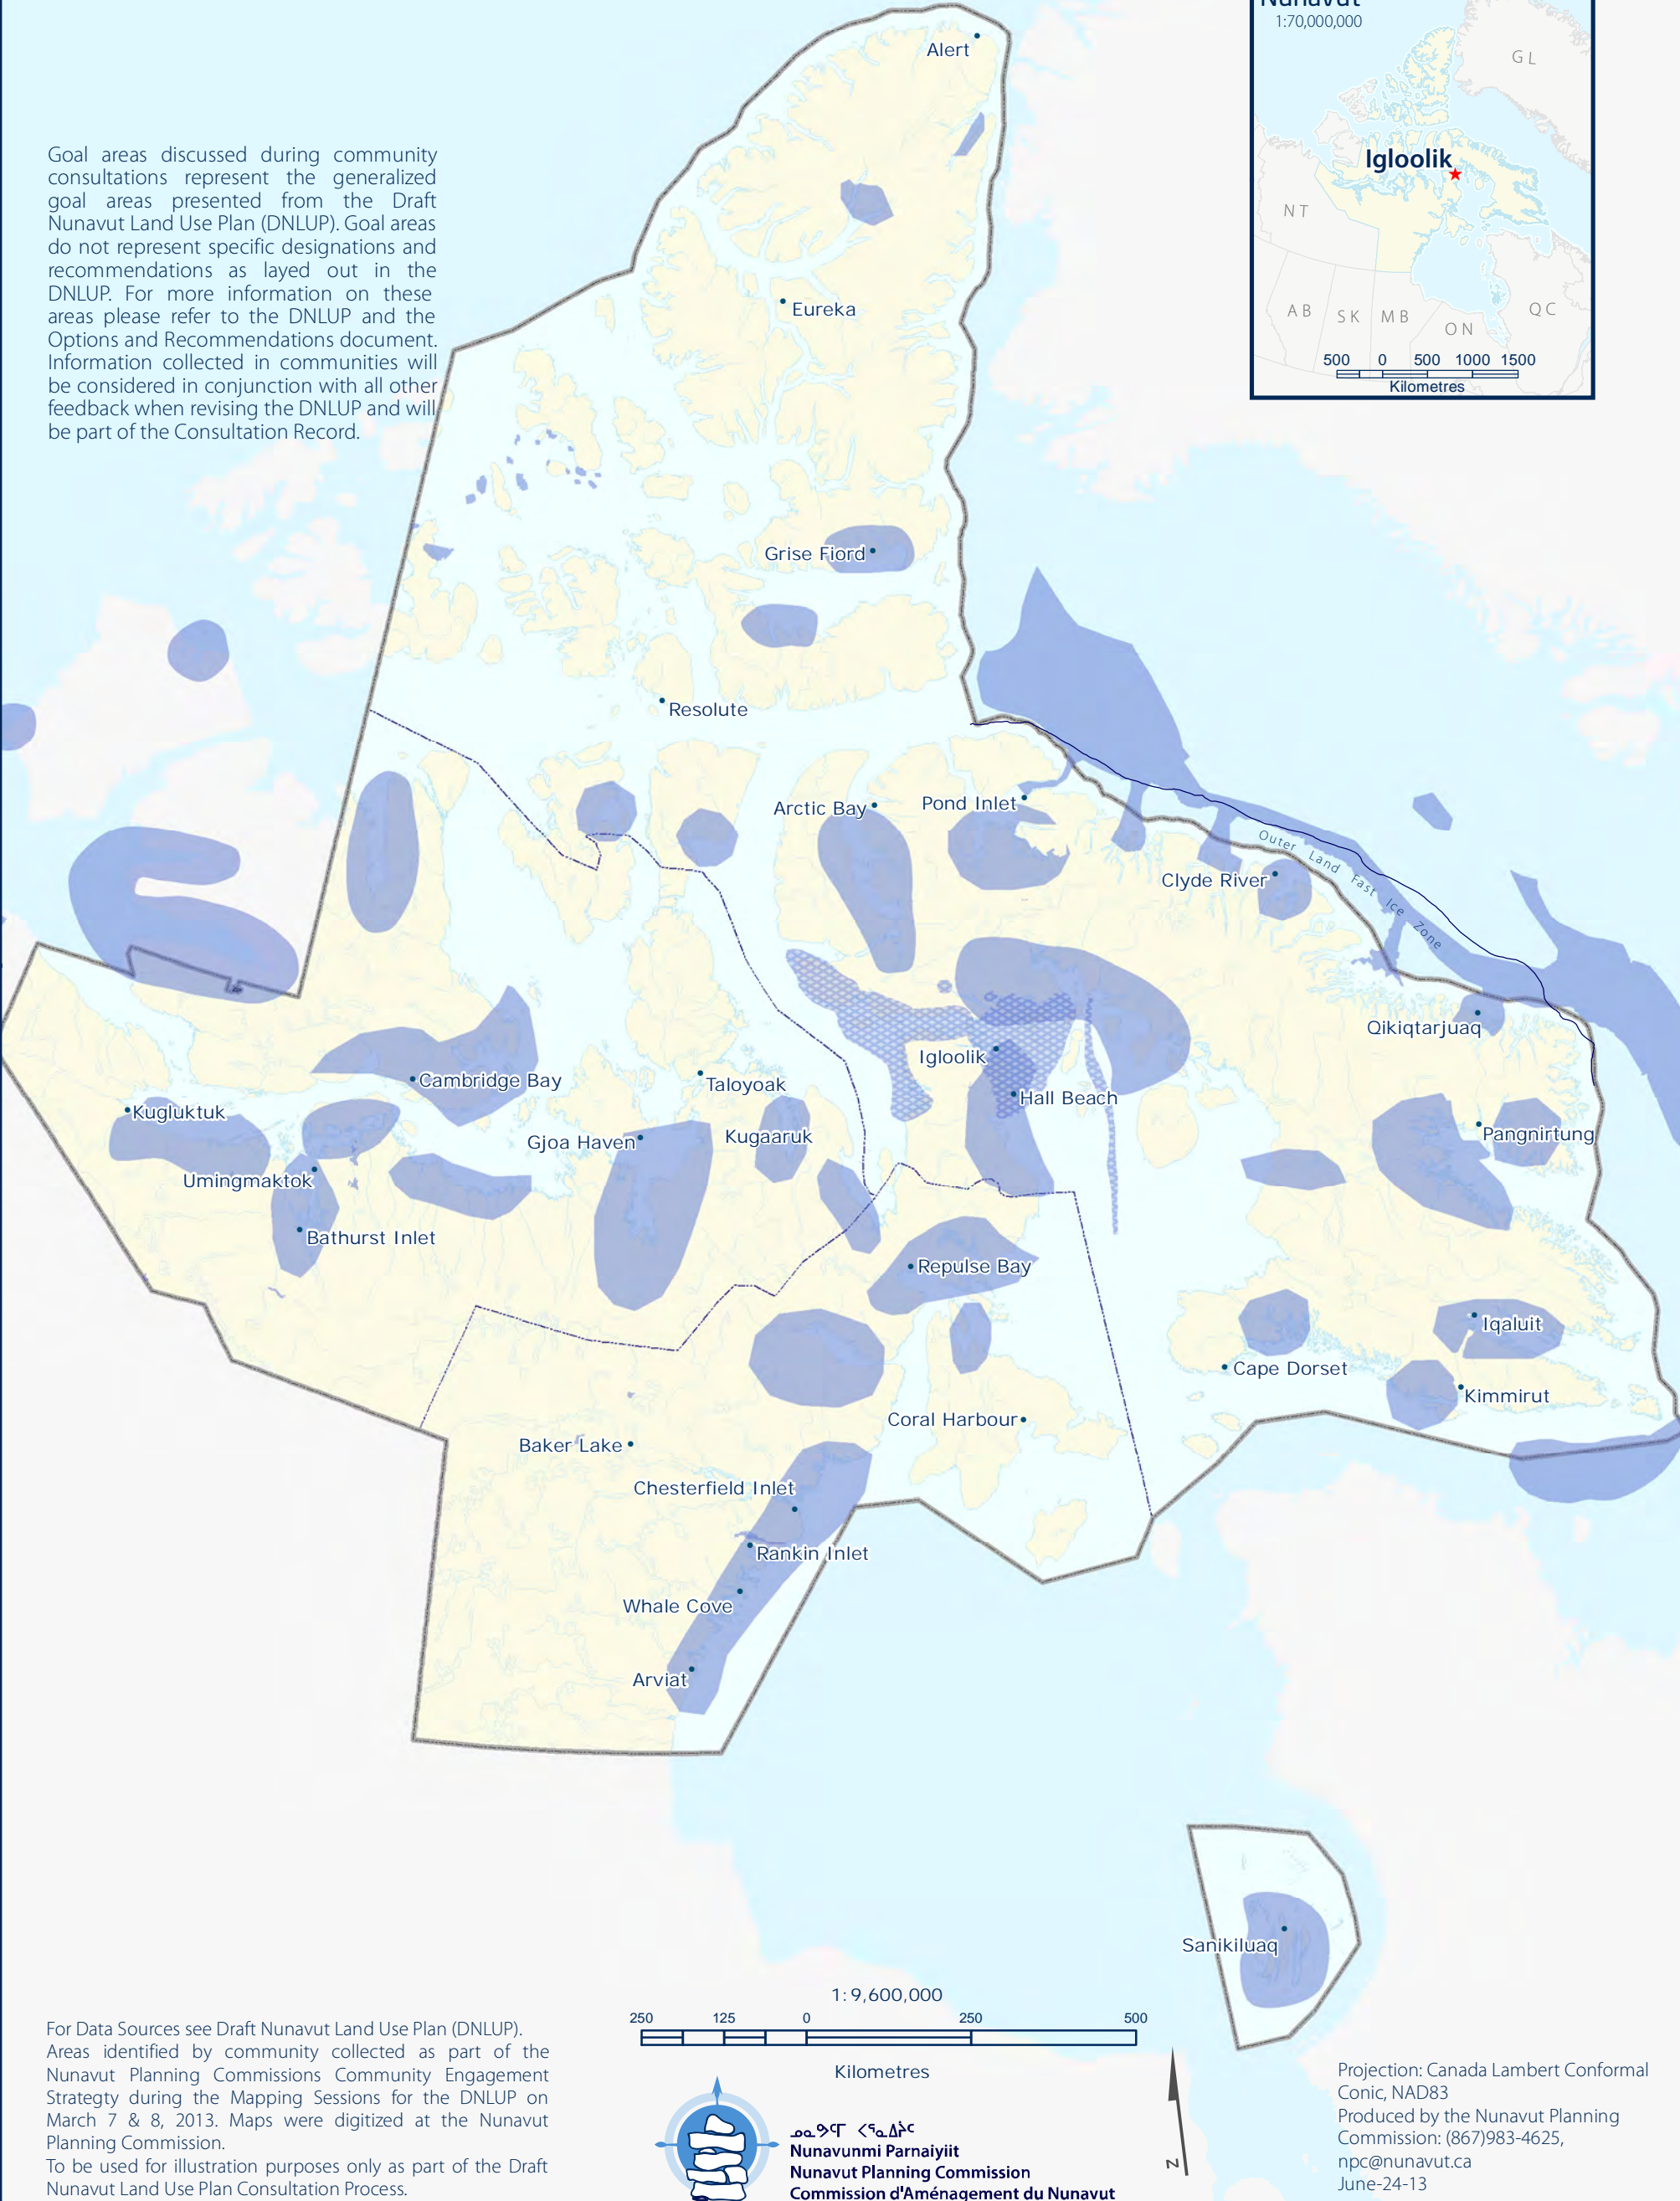 Nunavut
1:70,000,000
GL
Igloolik
NT
AB
SK
MB
ON
QC
500 0 500 1000 1500
Kilometres
Goal areas discussed during community
consultations represent the generalized
goal areas presented from the Draft
Nunavut Land Use Plan (DNLUP). Goal areas
do not represent specific designations and
recommendations as layed out in the
DNLUP. For more information on these
areas please refer to the DNLUP and the
Options and Recommendations document.
Information collected in communities will
be considered in conjunction with all other
feedback when revising the DNLUP and will
be part of the Consultation Record.
Alert
Eureka
Grise Fiord
Resolute
Arctic Bay
Pond Inlet
Outer Land Fast Ice Zone
Clyde River
Qikiqtarjuaq
Igloolik
Cambridge Bay
Taloyoak
Hall Beach
Kugluktuk
Gjoa Haven
Kugaaruk
Pangnirtung
Umingmaktok
Bathurst Inlet
Repulse Bay
Iqaluit
Cape Dorset
Kimmirut
Coral Harbour
Baker Lake
Chesterfield Inlet
Rankin Inlet
Whale Cove
Arviat
Sanikiluaq
1:9,600,000
250 125 0 250 500
Kilometres
For Data Sources see Draft Nunavut Land Use Plan (DNLUP).
Areas identified by community collected as part of the
Nunavut Planning Commissions Community Engagement
Strategty during the Mapping Sessions for the DNLUP on
March 7 & 8, 2013. Maps were digitized at the Nunavut
Planning Commission.
To be used for illustration purposes only as part of the Draft
Nunavut Land Use Plan Consultation Process.
ᓄᓇᕗᒻᒥ ᐸᕐᓇᐃᔩᑦ
Nunavunmi Parnaiyiit
Nunavut Planning Commission
Commission d'Aménagement du Nunavut
N
Projection: Canada Lambert Conformal
Conic, NAD83
Produced by the Nunavut Planning
Commission: (867)983-4625,
npc@nunavut.ca
June-24-13